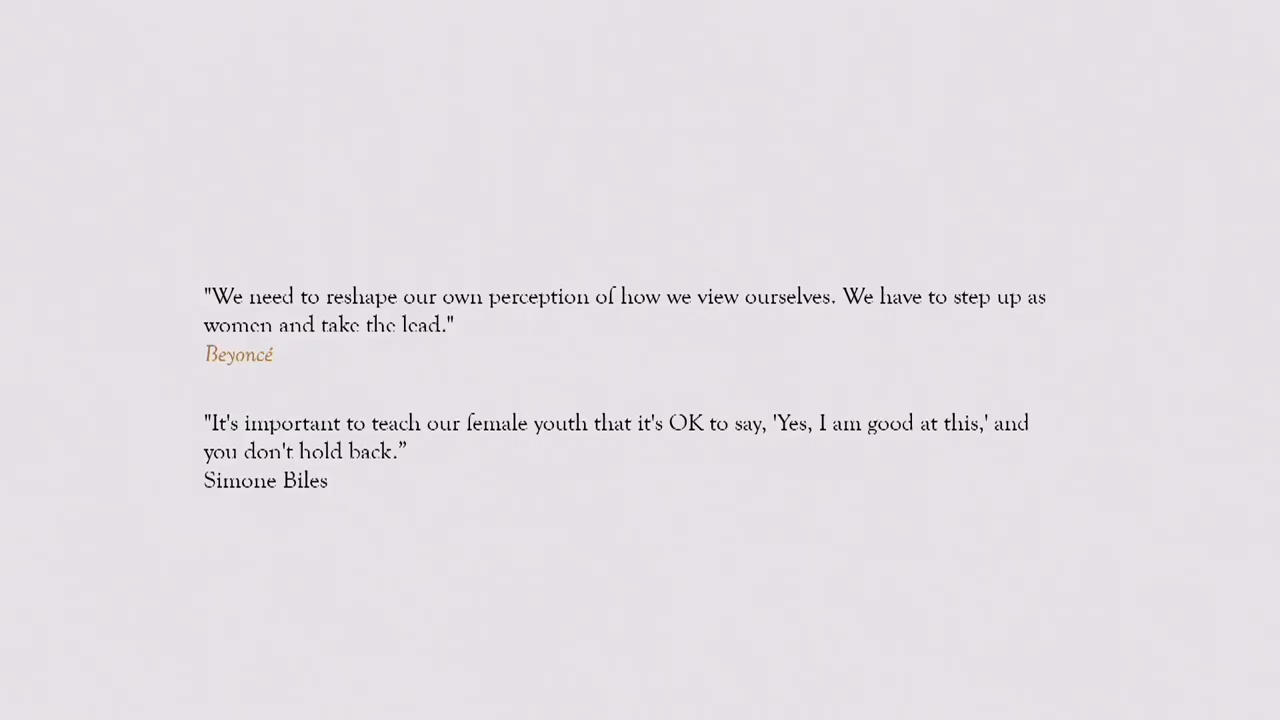 "We need to reshape our own perception of how we view ourselves. We have to step up as
women and take the lead."
Beyoncé
"It's important to teach our female youth that it's OK to say, 'Yes, I am good at this,' and
you don't hold back.”
Simone Biles